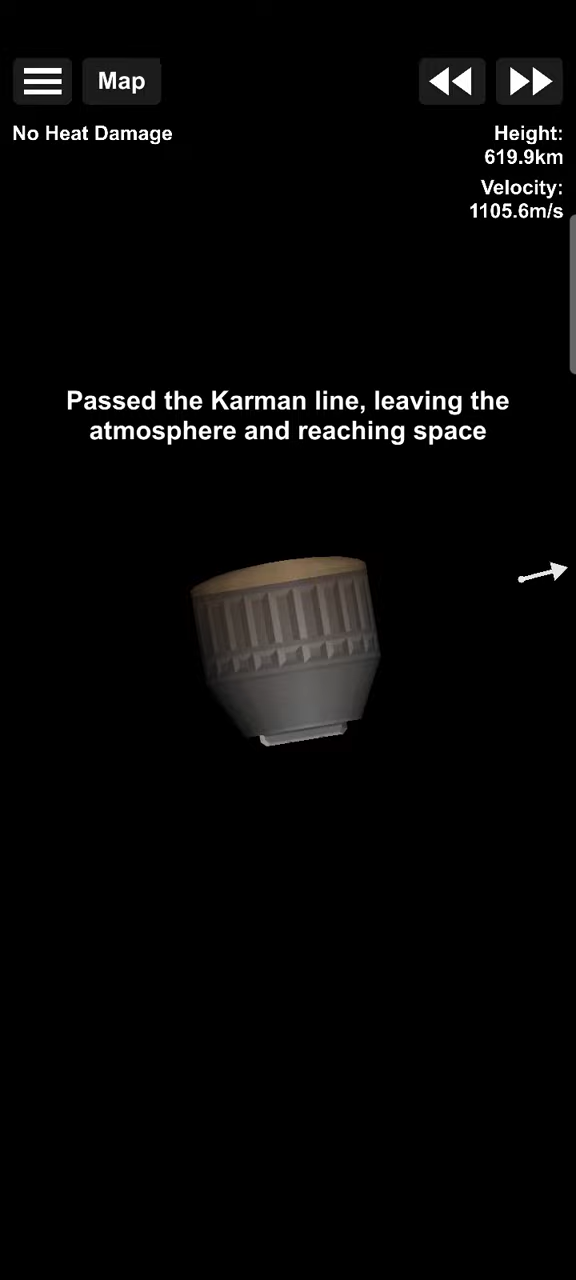 Map
No Heat Damage
Height:
619.9km
Velocity:
1105.6m/s
Passed the Karman line, leaving the
atmosphere and reaching space